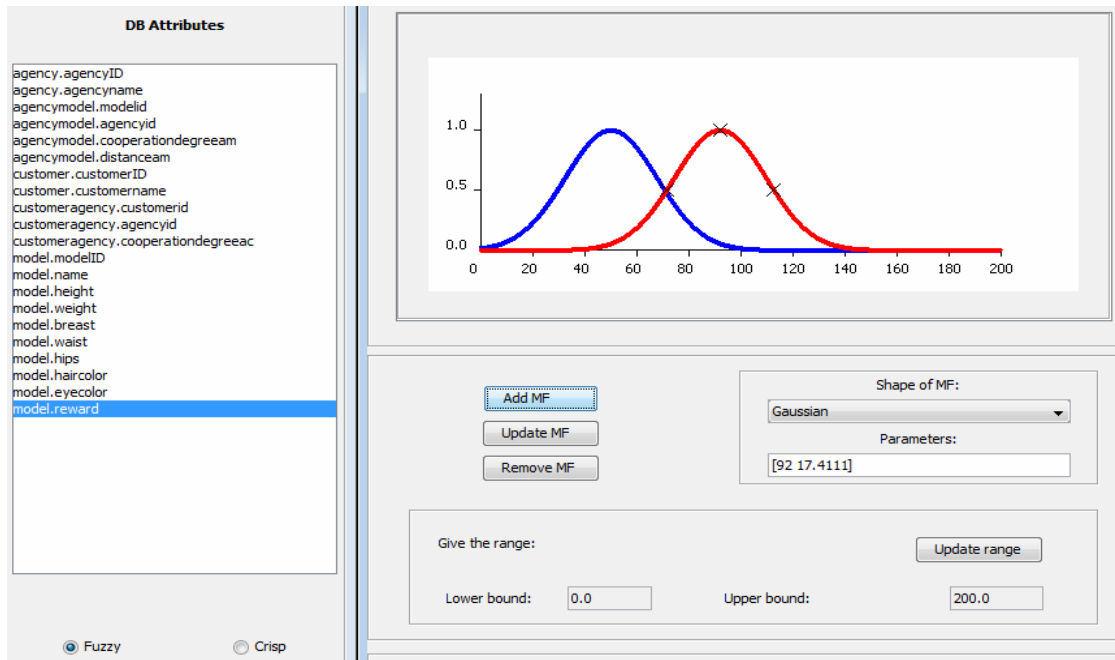 DB Attributes
agency.agencyID
agency.agencyname
agencymodel.modelid
agencymodel.agencyid
agencymodel.cooperationdegreeam
agencymodel.distanceam
customer.customerID
customer.customername
customeragency.customerid
customeragency.agencyid
customeragency.cooperationdegreeac
model.modelID
model.name
model.height
model.weight
model.breast
model.waist
model.hips
model.haircolor
model.eyecolor
model.reward
Fuzzy
Crisp
1.0
0.5
0.0
0 20 40 60 80 100 120 140 160 180 200
Add MF
Update MF
Remove MF
Shape of MF:
Gaussian
Parameters:
[92 17.4111]
Give the range:
Update range
Lower bound: 0.0 Upper bound: 200.0